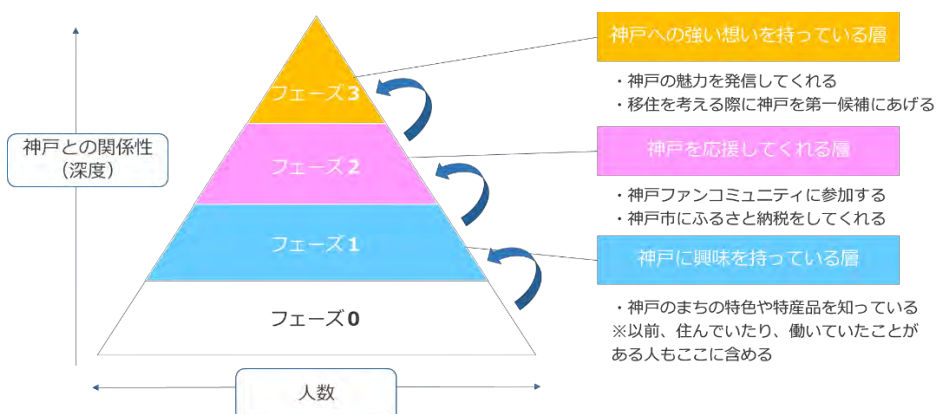 神戸との関係性
（深度）
フェーズ3
フェーズ2
フェーズ1
フェーズ0
人数
神戸への強い想いを持っている層
・神戸の魅力を発信してくれる
・移住を考える際に神戸を第一候補にあげる
神戸を応援してくれる層
・神戸ファンコミュニティに参加する
・神戸市にふるさと納税をしてくれる
神戸に興味を持っている層
・神戸のまちの特色や特産品を知っている
※以前、住んでいたり、働いていたことが
ある人もここに含める